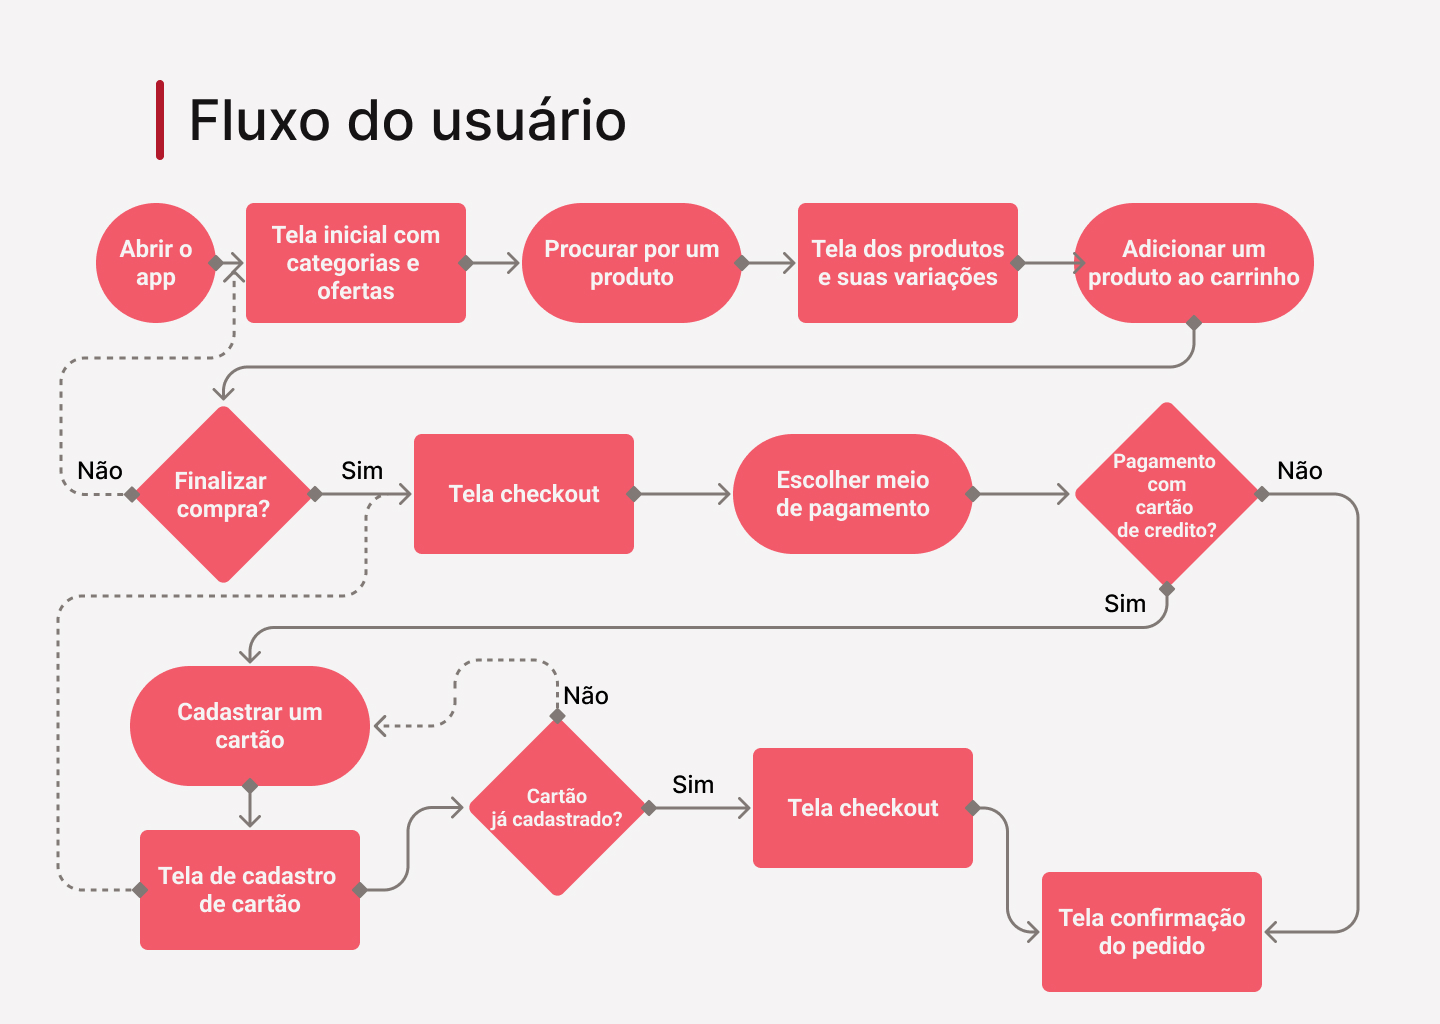 Fluxo do usuário
Abrir o
app
Tela inicial com
categorias e
ofertas
Procurar por um
produto
Tela dos produtos
e suas variações
Adicionar um
produto ao carrinho
Não
Finalizar
compra?
Sim
Tela checkout
Escolher meio
de pagamento
Pagamento
com
cartão
de credito?
Não
Sim
Cadastrar um
cartão
Tela de cadastro
de cartão
Não
Cartão
já cadastrado?
Sim
Tela checkout
Tela confirmação
do pedido